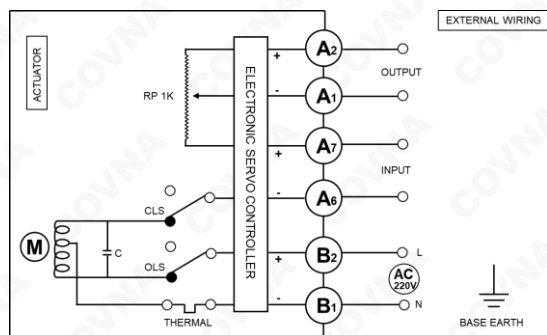 EXTERNAL WIRING
ACTUATOR
A2
OUTPUT
+
-
A1
RP 1K
ELECTRONIC SERVO CONTROLLER
A7
+
INPUT
-
A6
CLS
M
C
OLS
+
B2
L
AC
220V
-
B1
N
THERMAL
BASE EARTH
COVNA